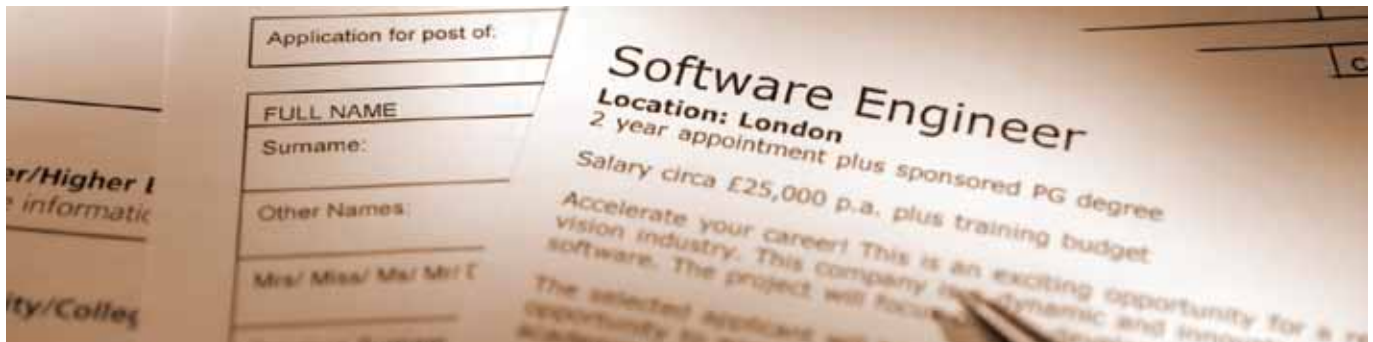 Application for post of:
FULL NAME
Surname:
Other Names:
Mrs/ Miss/ Ms/ Mr/
er/Higher
informatic
ity/Colleg
Software Engineer
Location: London
2 year appointment plus sponsored PG degree
Salary circa £25,000 p.a. plus training budget
Accelerate your career! This is an exciting opportunity for a
vision industry. This company is dynamic and
software. The project will focus
The selected applicant
opportunity to